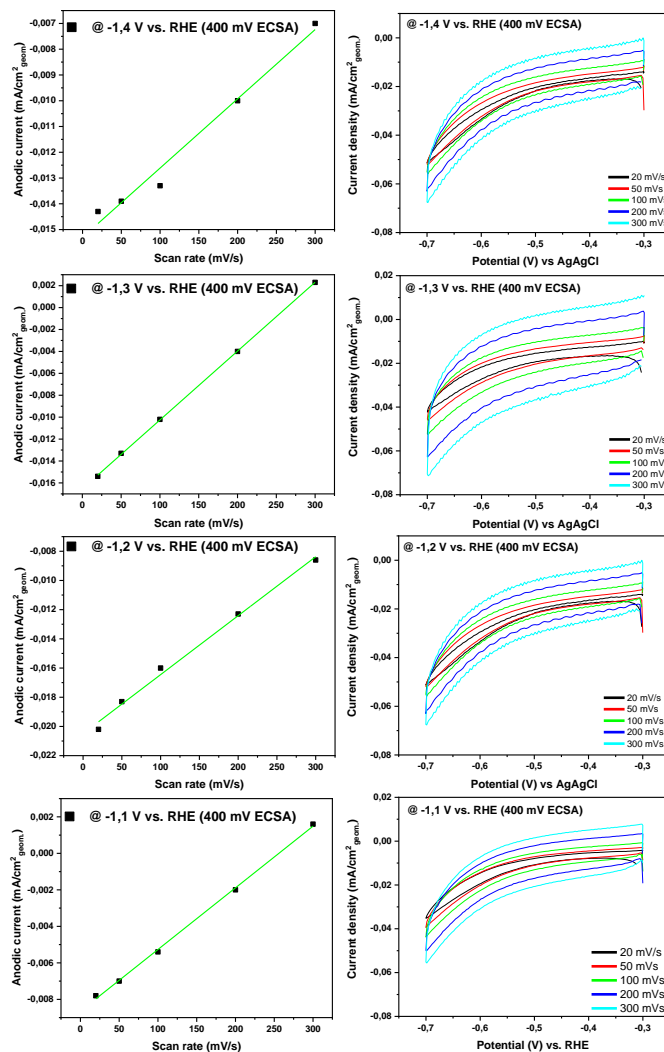 @ -1,4 V vs. RHE (400 mV ECSA)
Anodic current (mA/cm²geom.)
-0,007
-0,008
-0,009
-0,010
-0,011
-0,012
-0,013
-0,014
-0,015
0 50 100 150 200 250 300
Scan rate (mV/s)
@ -1,4 V vs. RHE (400 mV ECSA)
Current density (mA/cm²geom.)
0,00
-0,02
-0,04
-0,06
-0,08
20 mV/s
50 mVs
100 mVs
200 mVs
300 mVs
-0,7 -0,6 -0,5 -0,4 -0,3
Potential (V) vs AgAgCl
@ -1,3 V vs. RHE (400 mV ECSA)
Anodic current (mA/cm²geom.)
0,002
0,000
-0,002
-0,004
-0,006
-0,008
-0,010
-0,012
-0,014
-0,016
0 50 100 150 200 250 300
Scan rate (mV/s)
@ -1,3 V vs. RHE (400 mV ECSA)
Current density (mA/cm²geom.)
0,02
0,00
-0,02
-0,04
-0,06
-0,08
20 mV/s
50 mVs
100 mVs
200 mVs
300 mVs
-0,7 -0,6 -0,5 -0,4 -0,3
Potential (V) vs AgAgCl
@ -1,2 V vs. RHE (400 mV ECSA)
Anodic current (mA/cm²geom.)
-0,008
-0,010
-0,012
-0,014
-0,016
-0,018
-0,020
-0,022
0 50 100 150 200 250 300
Scan rate (mV/s)
@ -1,2 V vs. RHE (400 mV ECSA)
Current density (mA/cm²geom.)
0,00
-0,02
-0,04
-0,06
-0,08
20 mV/s
50 mVs
100 mVs
200 mVs
300 mVs
-0,7 -0,6 -0,5 -0,4 -0,3
Potential (V) vs AgAgCl
@ -1,1 V vs. RHE (400 mV ECSA)
Anodic current (mA/cm²geom.)
0,002
0,000
-0,002
-0,004
-0,006
-0,008
0 50 100 150 200 250 300
Scan rate (mV/s)
@ -1,1 V vs. RHE (400 mV ECSA)
Current density (mA/cm²geom.)
0,02
0,00
-0,02
-0,04
-0,06
-0,08
20 mV/s
50 mVs
100 mVs
200 mVs
300 mVs
-0,7 -0,6 -0,5 -0,4 -0,3
Potential (V) vs. RHE